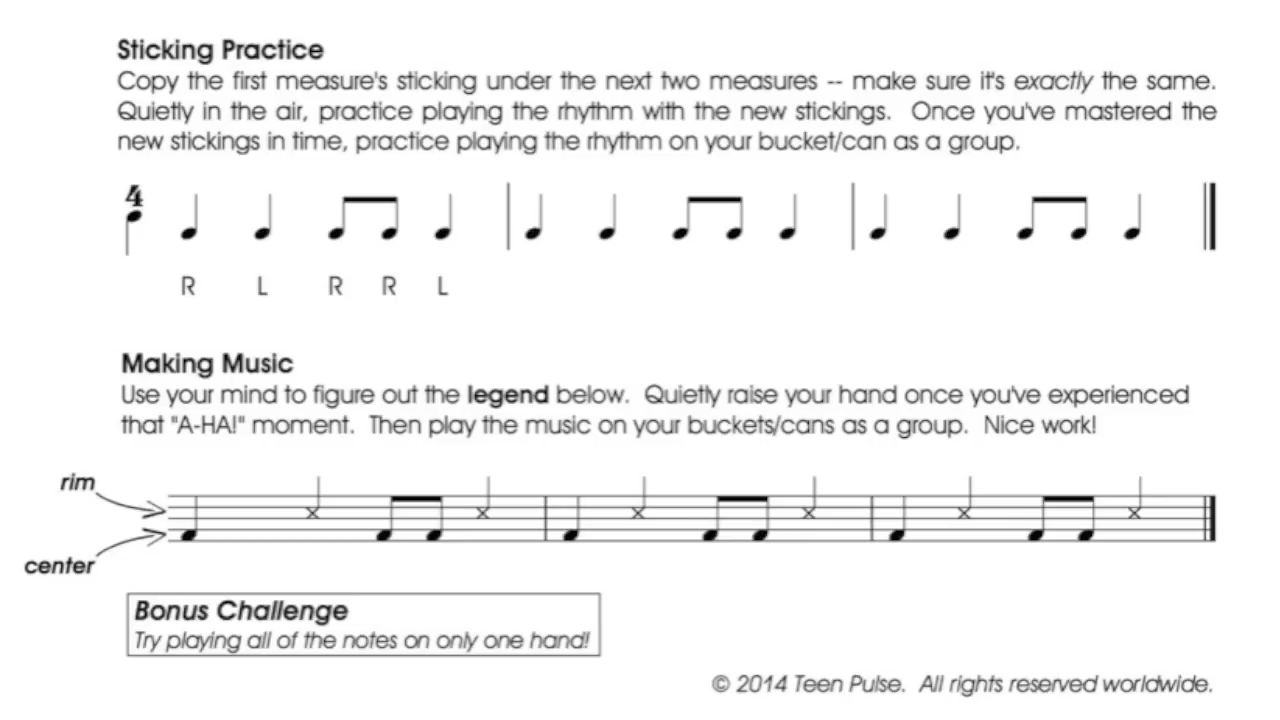 Sticking Practice
Copy the first measure's sticking under the next two measures -- make sure it's exactly the same.
Quietly in the air, practice playing the rhythm with the new stickings. Once you've mastered the
new stickings in time, practice playing the rhythm on your bucket/can as a group.
4
R L R R L
Making Music
Use your mind to figure out the legend below. Quietly raise your hand once you've experienced
that "A-HA!" moment. Then play the music on your buckets/cans as a group. Nice work!
rim
center
Bonus Challenge
Try playing all of the notes on only one hand!
© 2014 Teen Pulse. All rights reserved worldwide.